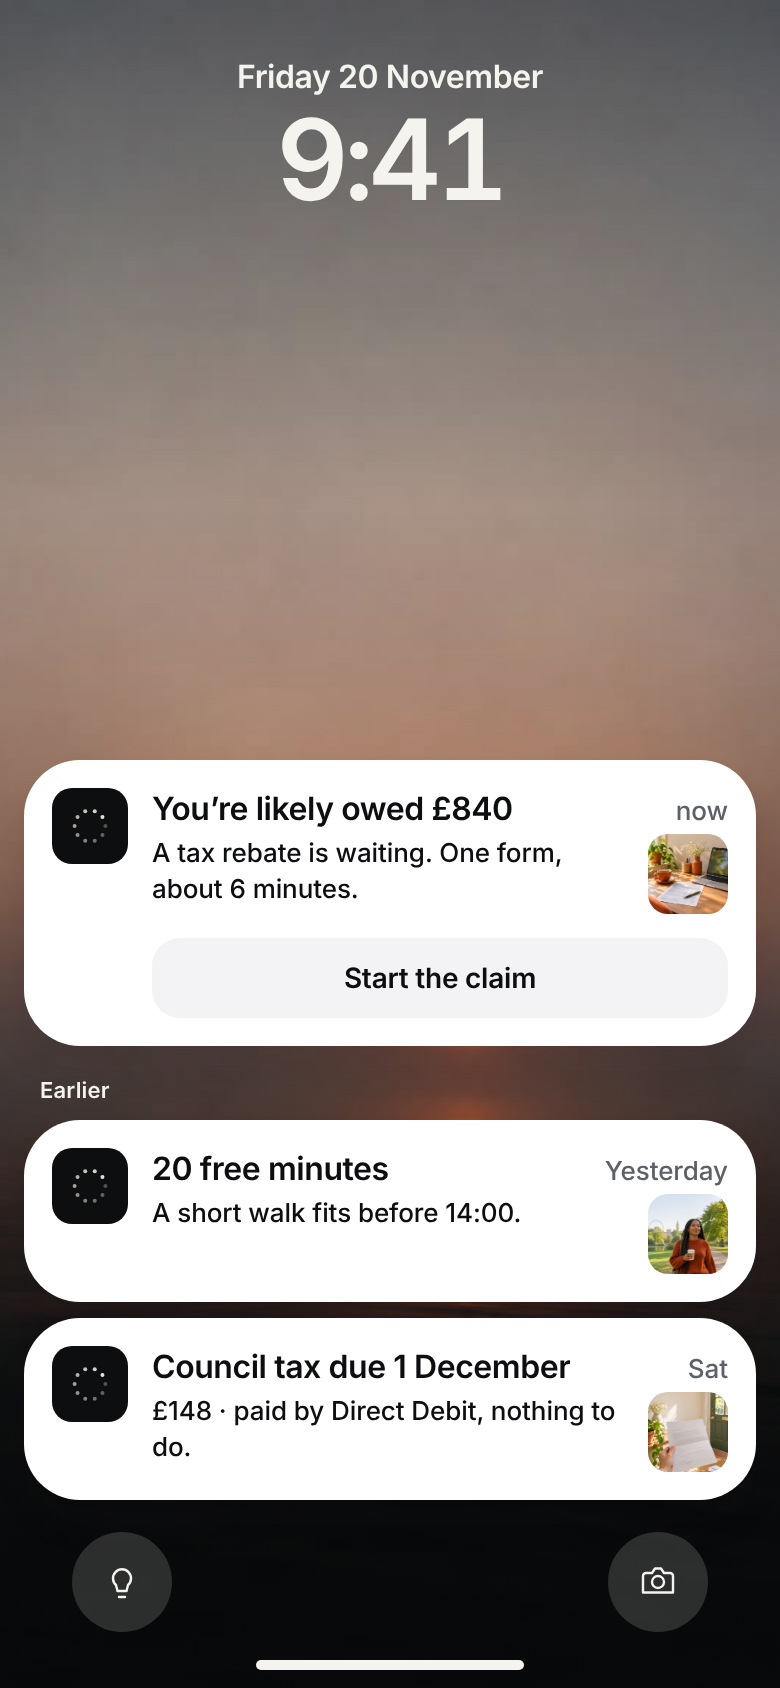 Friday 20 November
9:41
You’re likely owed £840
now
A tax rebate is waiting. One form,
about 6 minutes.
Start the claim
Earlier
20 free minutes
Yesterday
A short walk fits before 14:00.
Council tax due 1 December
Sat
£148 · paid by Direct Debit, nothing to
do.